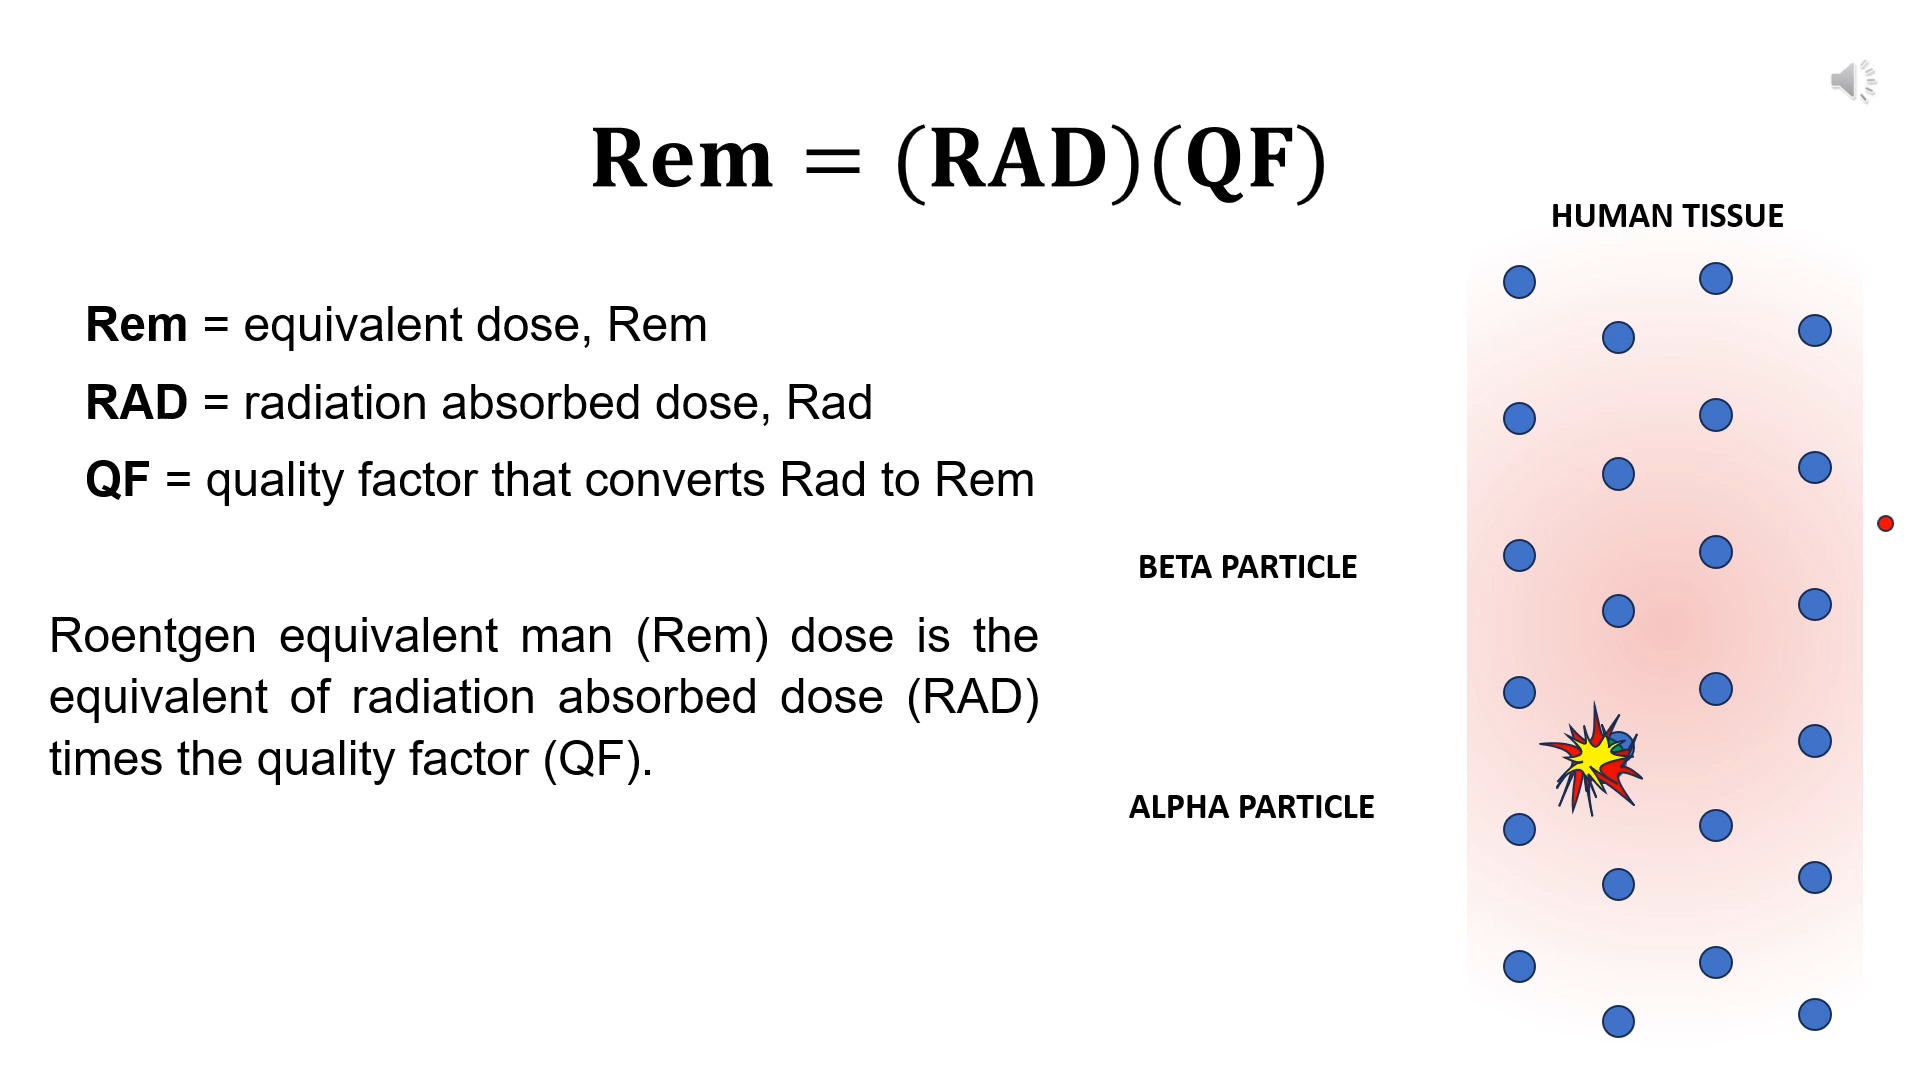 Rem = (RAD)(QF)
HUMAN TISSUE
Rem = equivalent dose, Rem
RAD = radiation absorbed dose, Rad
QF = quality factor that converts Rad to Rem
BETA PARTICLE
Roentgen equivalent man (Rem) dose is the
equivalent of radiation absorbed dose (RAD)
times the quality factor (QF).
ALPHA PARTICLE